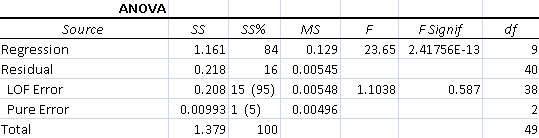 ANOVA
Source SS SS% MS F F Signif df
Regression 1.161 84 0.129 23.65 2.41756E-13 9
Residual 0.218 16 0.00545 40
LOF Error 0.208 15 (95) 0.00548 1.1038 0.587 38
Pure Error 0.00993 1 (5) 0.00496 2
Total 1.379 100 49